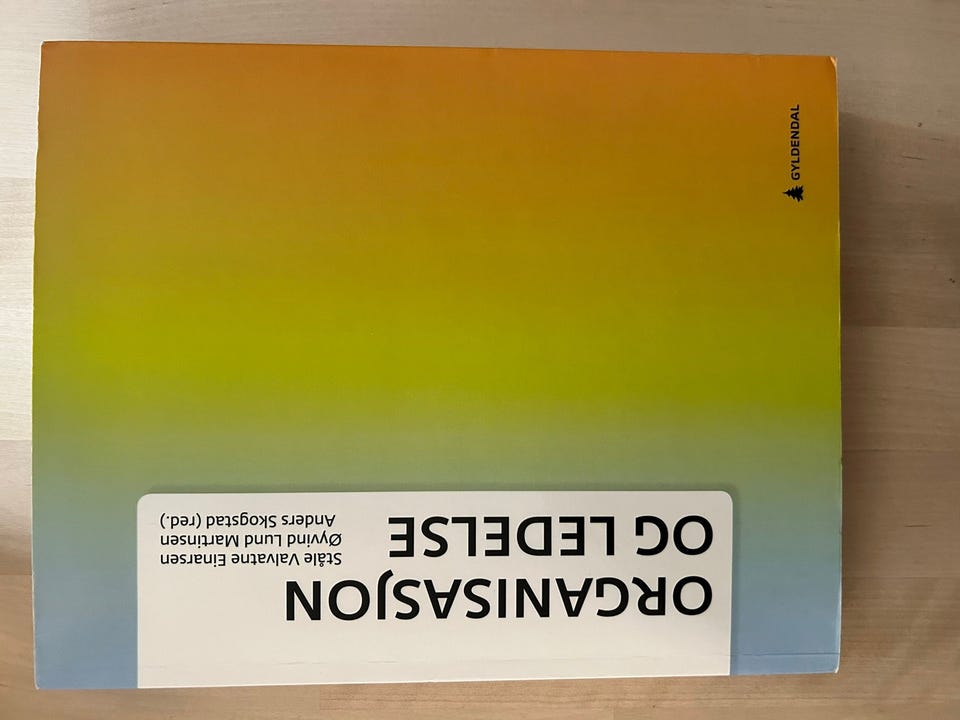 ORGANISASJON
OG LEDELSE
Ståle Valvatne Einarsen
Øyvind Lund Martinsen
Anders Skogstad (red.)
GYLDENDAL